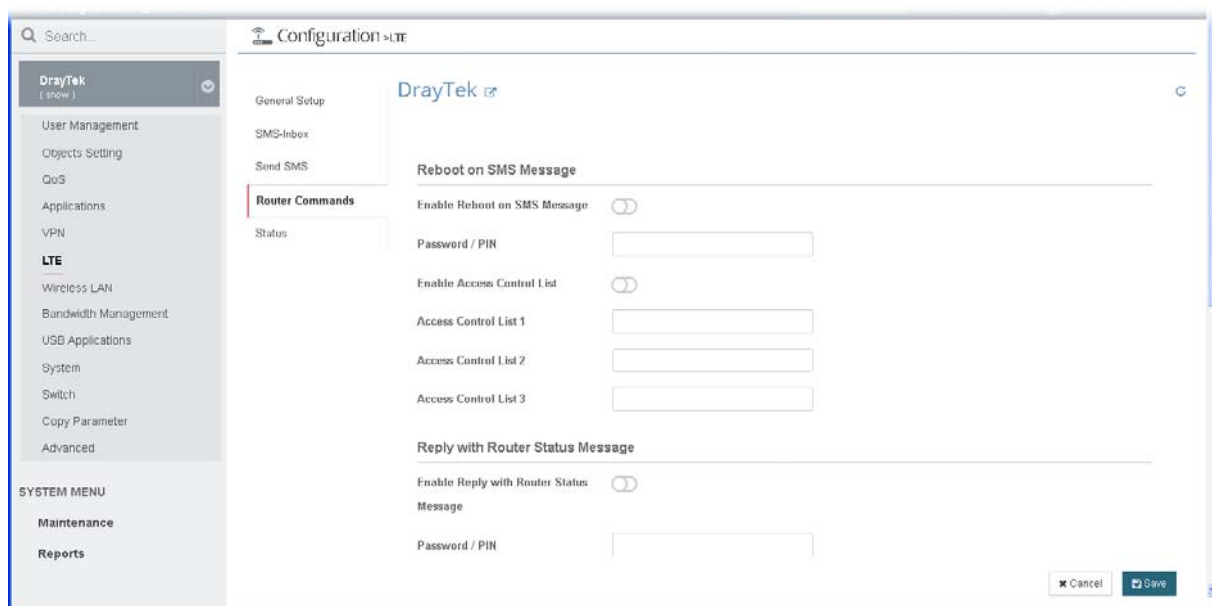 Search...
Configuration >LTE
DrayTek
( snow )
User Management
Objects Setting
QoS
Applications
VPN
LTE
Wireless LAN
Bandwidth Management
USB Applications
System
Switch
Copy Parameter
Advanced
SYSTEM MENU
Maintenance
Reports
General Setup
SMS-Inbox
Send SMS
Router Commands
Status
DrayTek
Reboot on SMS Message
Enable Reboot on SMS Message
Password / PIN
Enable Access Control List
Access Control List 1
Access Control List 2
Access Control List 3
Reply with Router Status Message
Enable Reply with Router Status
Message
Password / PIN
Cancel
Save